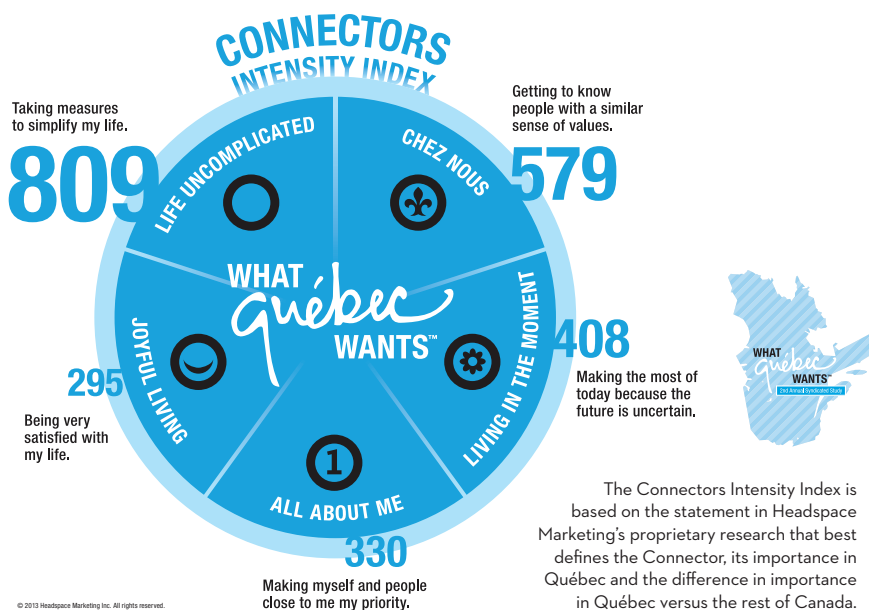 CONNECTORS
INTENSITY INDEX
Taking measures
to simplify my life.
809
LIFE UNCOMPLICATED
Getting to know
people with a similar
sense of values.
579
CHEZ NOUS
WHAT
québec
WANTS™
LIVING IN THE MOMENT
408
Making the most of
today because the
future is uncertain.
JOYFUL LIVING
295
Being very
satisfied with
my life.
1
ALL ABOUT ME
330
Making myself and people
close to me my priority.
WHAT
québec
WANTS™
2nd Annual Syndicated Study
The Connectors Intensity Index is
based on the statement in Headspace
Marketing’s proprietary research that best
defines the Connector, its importance in
Québec and the difference in importance
in Québec versus the rest of Canada.
© 2013 Headspace Marketing Inc. All rights reserved.